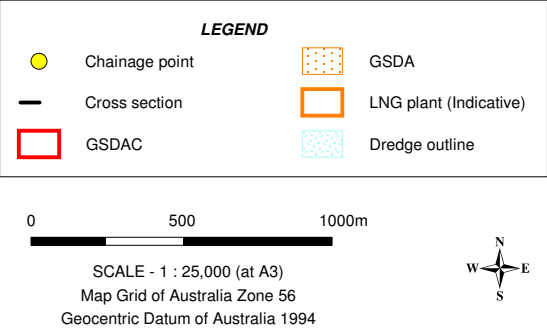 LEGEND
Chainage point
GSDA
Cross section
LNG plant (Indicative)
GSDAC
Dredge outline
0 500 1000m
SCALE - 1 : 25,000 (at A3)
Map Grid of Australia Zone 56
Geocentric Datum of Australia 1994
N
W E
S